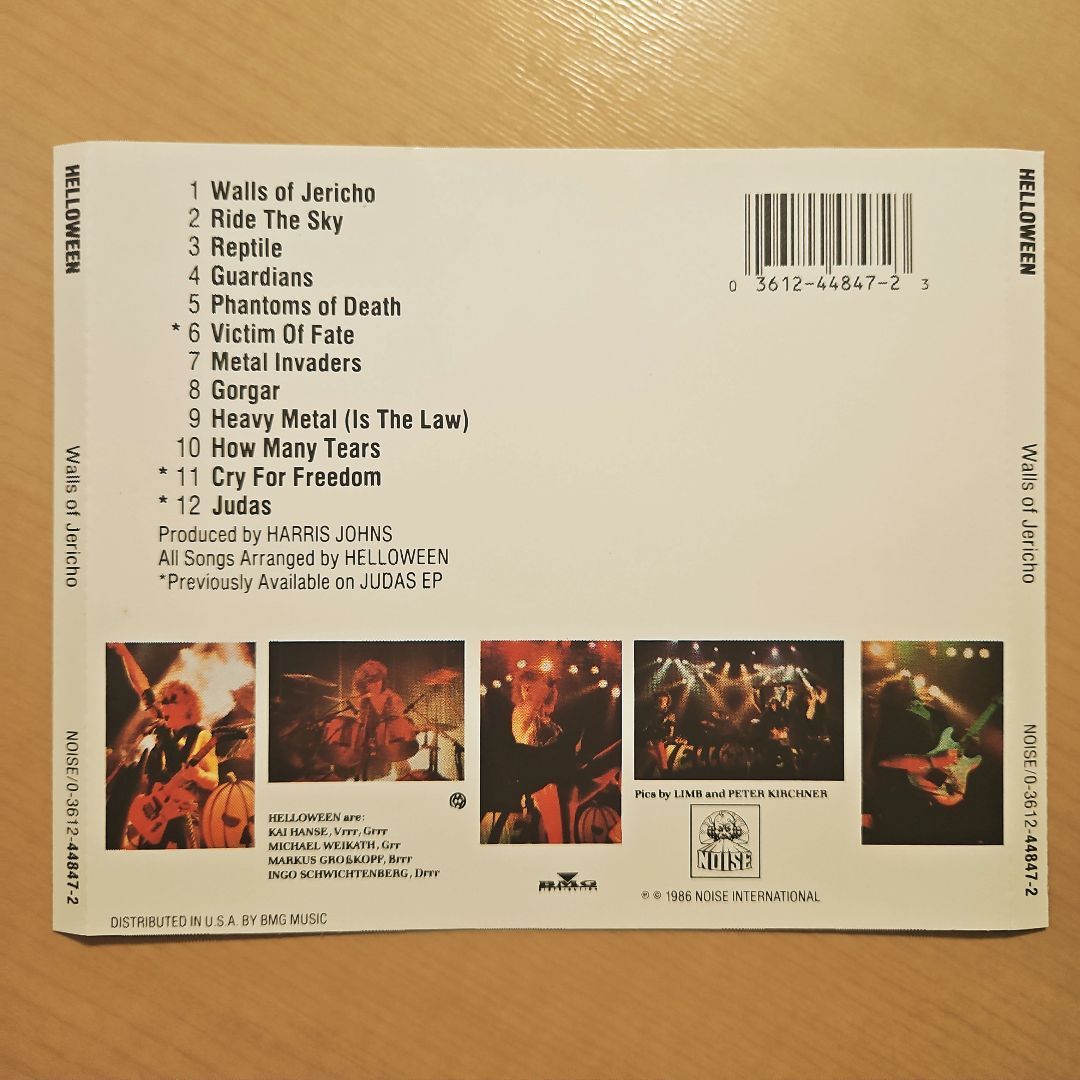 HELLOWEEN
Walls of Jericho
NOISE/0-3612-44847-2
1 Walls of Jericho
2 Ride The Sky
3 Reptile
4 Guardians
5 Phantoms of Death
* 6 Victim Of Fate
7 Metal Invaders
8 Gorgar
9 Heavy Metal (Is The Law)
10 How Many Tears
* 11 Cry For Freedom
* 12 Judas
Produced by HARRIS JOHNS
All Songs Arranged by HELLOWEEN
*Previously Available on JUDAS EP
0 3612-44847-2 3
HELLOWEEN
HELLOWEEN are:
KAI HANSE, Vrrr, Grrr
MICHAEL WEIKATH, Grr
MARKUS GROßKOPF, Brrr
INGO SCHWICHTENBERG, Drrr
BMG
Pics by LIMB and PETER KIRCHNER
NOISE
℗ © 1986 NOISE INTERNATIONAL
DISTRIBUTED IN U.S.A. BY BMG MUSIC
HELLOWEEN
Walls of Jericho
NOISE/0-3612-44847-2